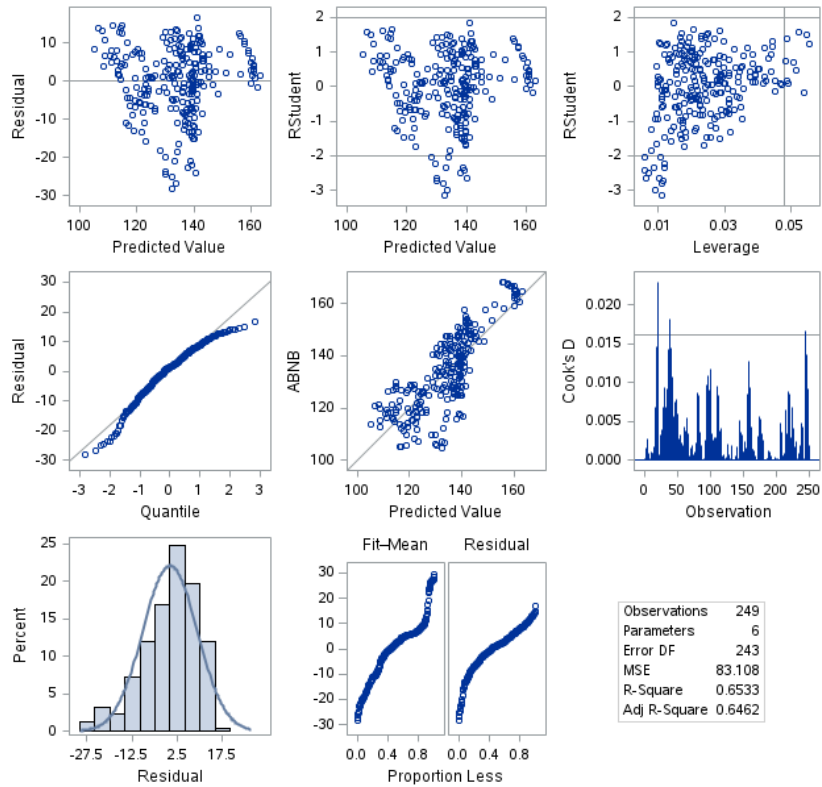 10
0
-10
-20
-30
Residual
100 120 140 160
Predicted Value
2
1
0
-1
-2
-3
RStudent
100 120 140 160
Predicted Value
2
1
0
-1
-2
-3
RStudent
0.01 0.03 0.05
Leverage
30
20
10
0
-10
-20
-30
Residual
-3 -2 -1 0 1 2 3
Quantile
160
140
120
100
ABNB
100 120 140 160
Predicted Value
0.020
0.015
0.010
0.005
0.000
Cook's D
0 50 100 150 200 250
Observation
25
20
15
10
5
0
Percent
-27.5 -12.5 2.5 17.5
Residual
Fit–Mean Residual
30
20
10
0
-10
-20
-30
0.0 0.4 0.8 0.0 0.4 0.8
Proportion Less
Observations 249
Parameters 6
Error DF 243
MSE 83.108
R-Square 0.6533
Adj R-Square 0.6462